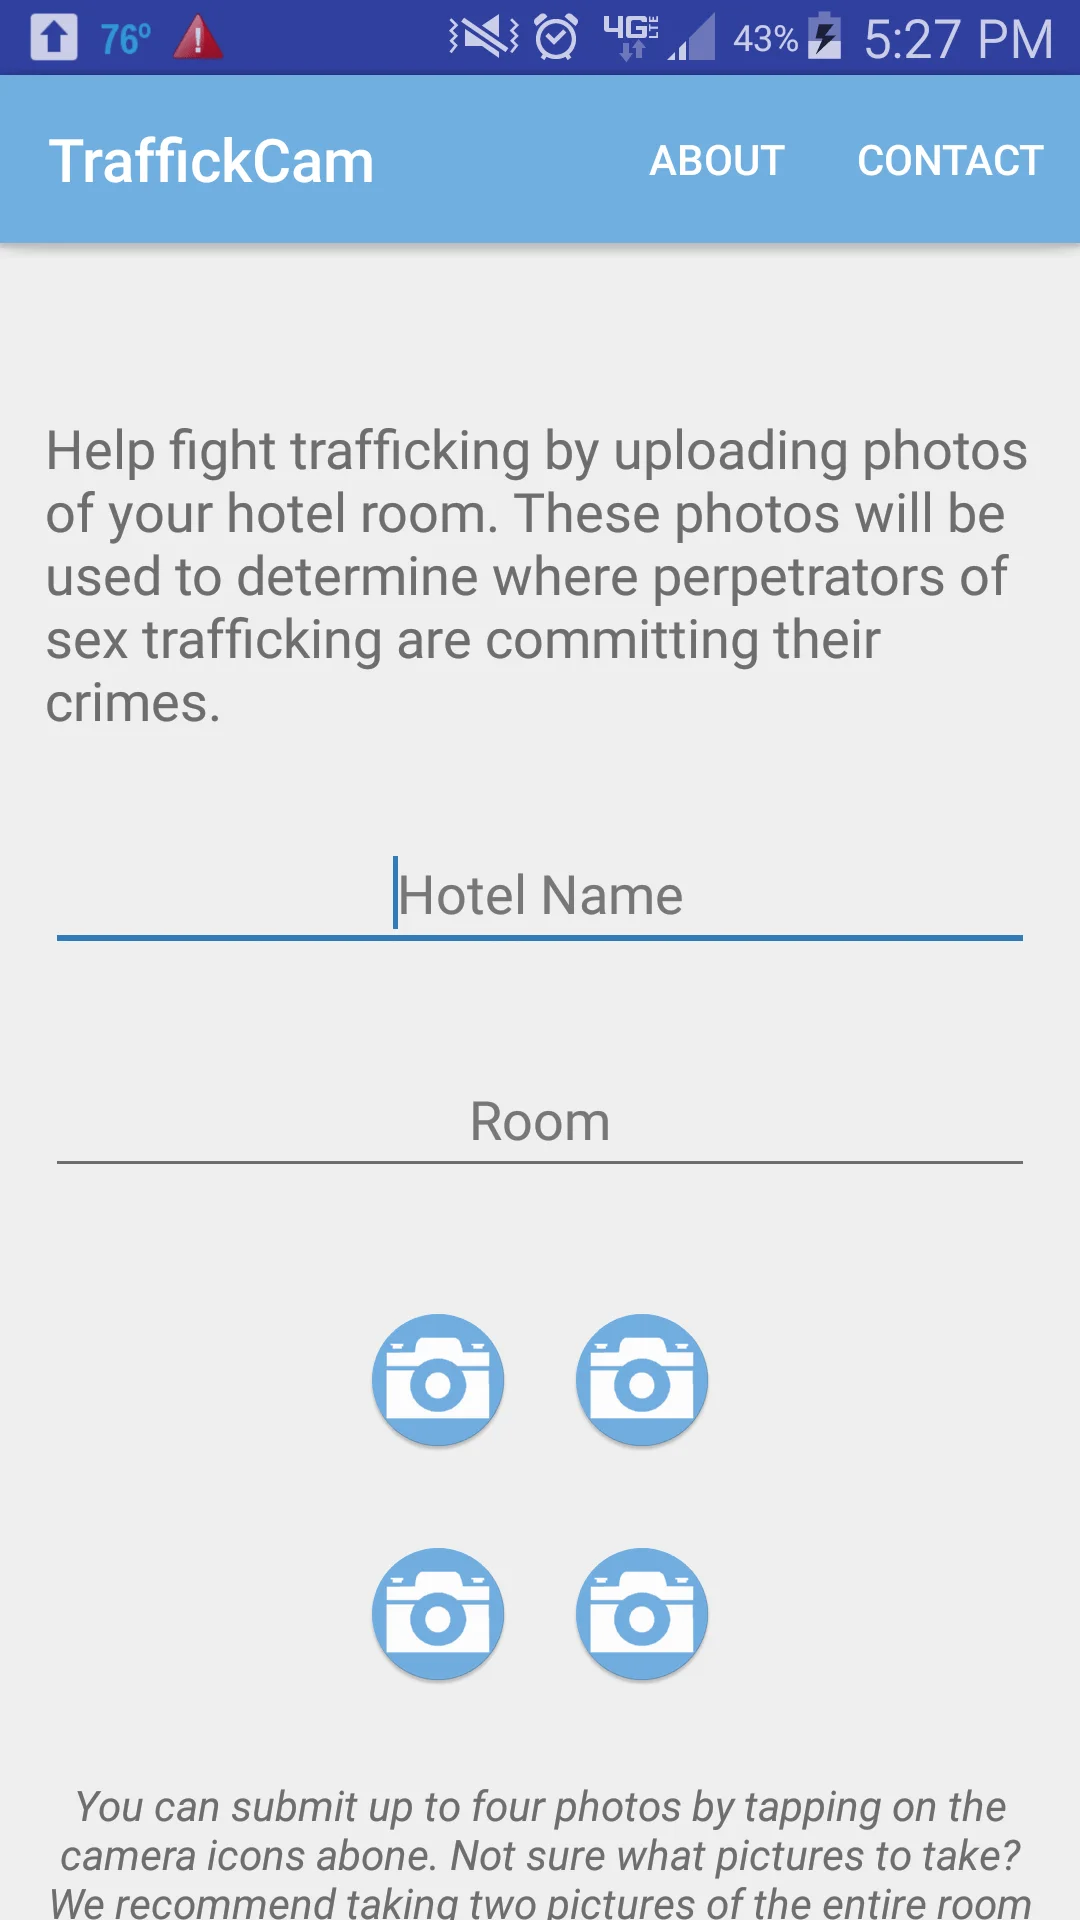 76° 4G LTE 43% 5:27 PM
TraffickCam ABOUT CONTACT
Help fight trafficking by uploading photos
of your hotel room. These photos will be
used to determine where perpetrators of
sex trafficking are committing their
crimes.
Hotel Name
Room
You can submit up to four photos by tapping on the
camera icons abone. Not sure what pictures to take?
We recommend taking two pictures of the entire room